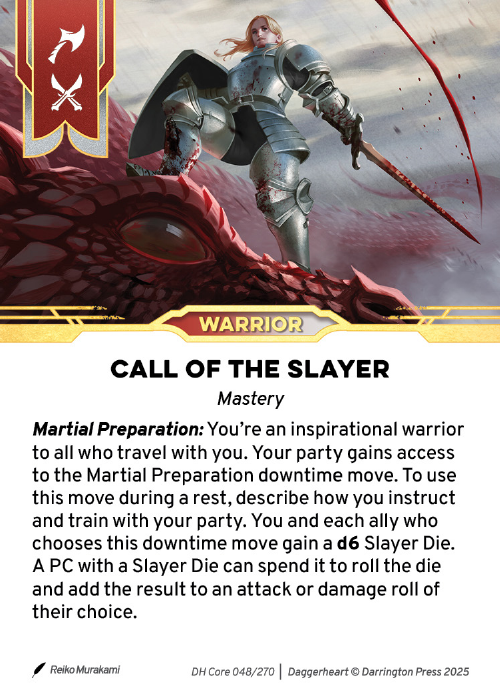 WARRIOR
CALL OF THE SLAYER
Mastery
Martial Preparation: You’re an inspirational warrior
to all who travel with you. Your party gains access
to the Martial Preparation downtime move. To use
this move during a rest, describe how you instruct
and train with your party. You and each ally who
chooses this downtime move gain a d6 Slayer Die.
A PC with a Slayer Die can spend it to roll the die
and add the result to an attack or damage roll of
their choice.
Reiko Murakami
DH Core 048/270 | Daggerheart © Darrington Press 2025